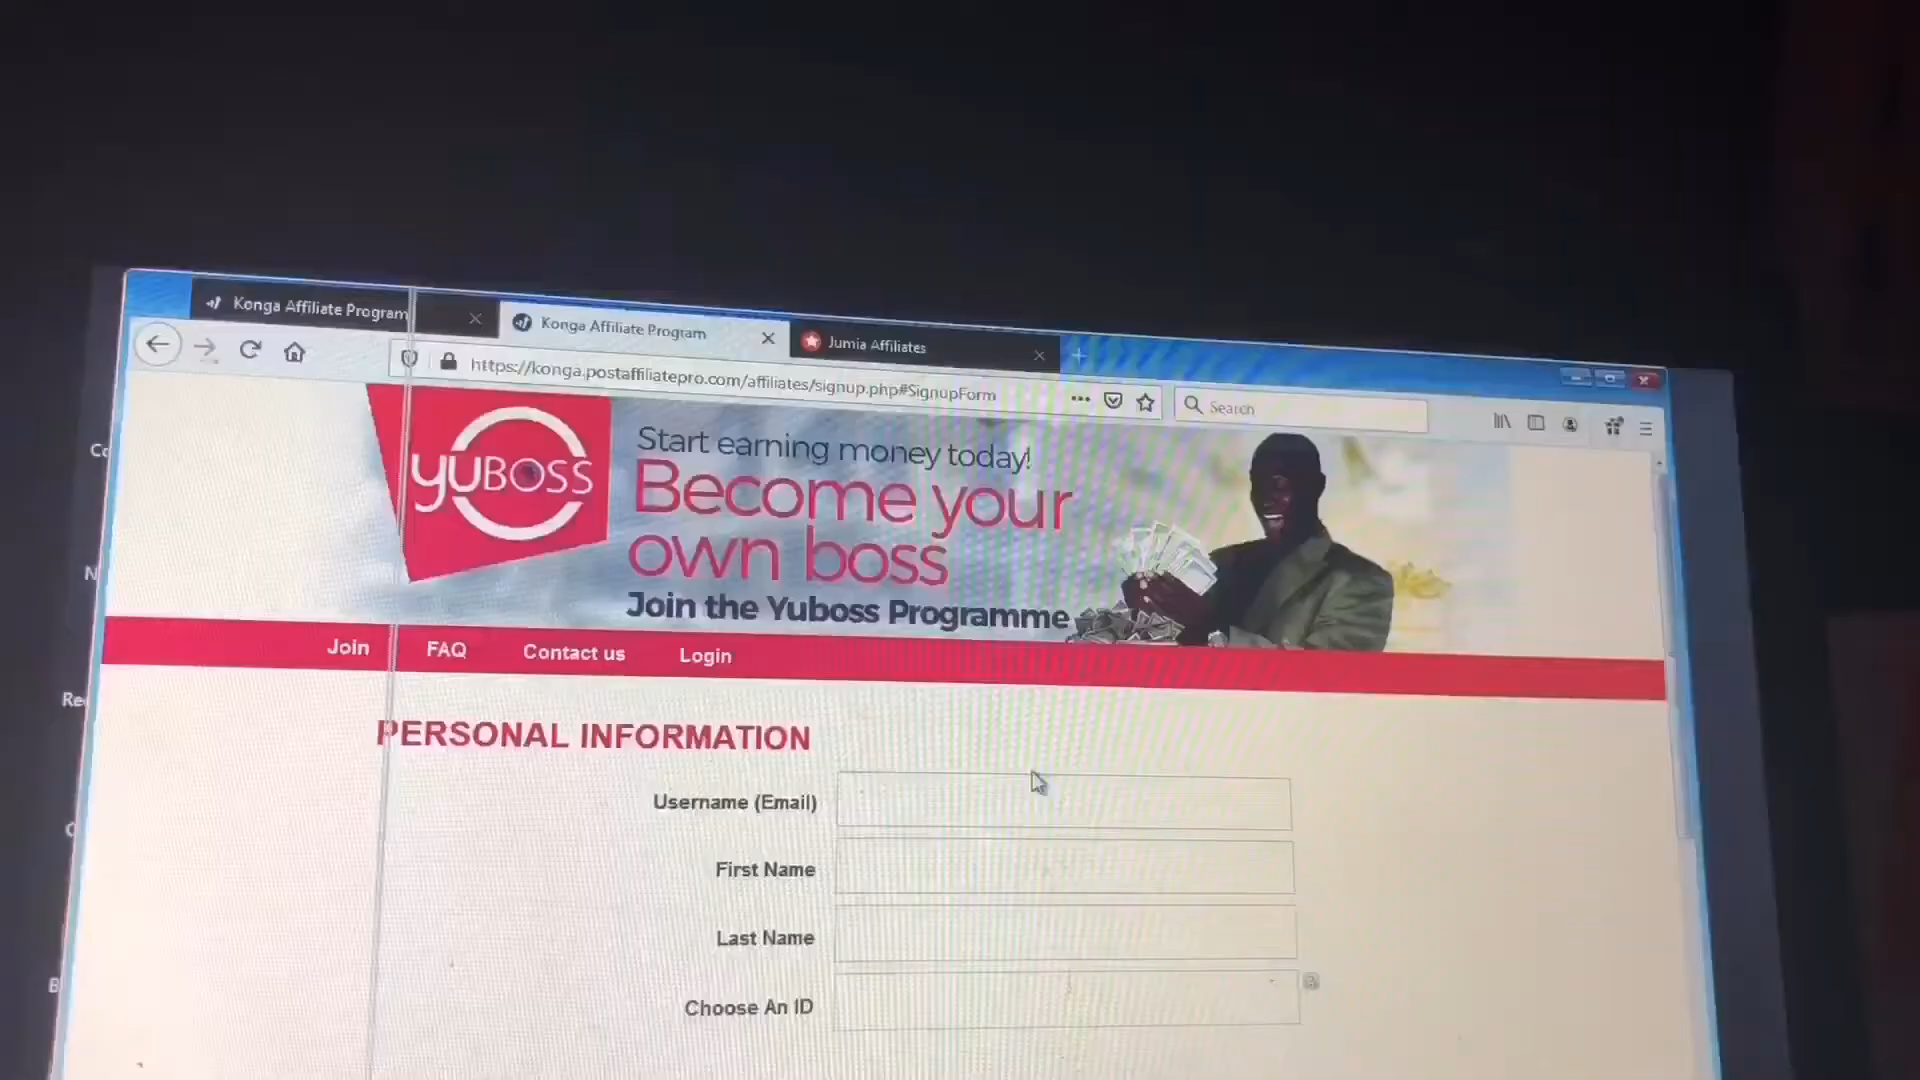 Konga Affiliate Program
Konga Affiliate Program
Jumia Affiliates
https://konga.postaffiliatepro.com/affiliates/signup.php#SignupForm
Search
yuBOSS
Start earning money today!
Become your
own boss
Join the Yuboss Programme
Join
FAQ
Contact us
Login
PERSONAL INFORMATION
Username (Email)
First Name
Last Name
Choose An ID